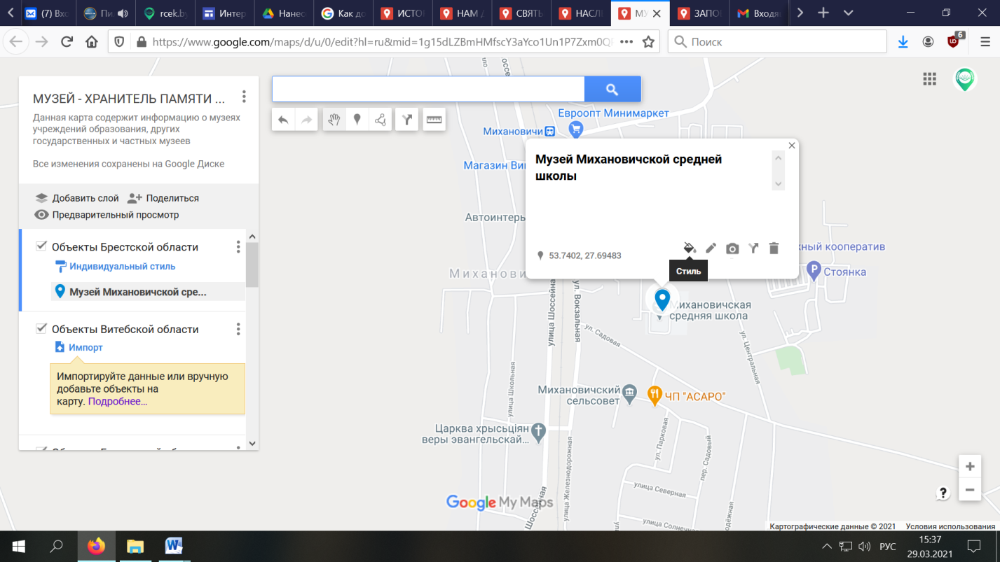 (7) Вхо
Пи
rcek.by
Интер
Нанес
Как до
ИСТО
НАМ Д
СВЯТЬ
НАСЛ
МУ
ЗАПО
Входя
https://www.google.com/maps/d/u/0/edit?hl=ru&mid=1g15dLZBmHMfscY3aYco1Un1P7Zxm0QF
Поиск
6
МУЗЕЙ - ХРАНИТЕЛЬ ПАМЯТИ ...
Данная карта содержит информацию о музеях
учреждений образования, других
государственных и частных музеев
Все изменения сохранены на Google Диске
Добавить слой
Поделиться
Предварительный просмотр
Объекты Брестской области
Индивидуальный стиль
Музей Михановичской сре...
Объекты Витебской области
Импорт
Импортируйте данные или вручную
добавьте объекты на
карту. Подробнее...
Евроопт Минимаркет
Михановичи
Магазин Ви
Музей Михановичской средней
школы
53.7402, 27.69483
Стиль
Автоинтерь
Миханови
жный кооператив
P
Стоянка
Михановичская
средняя школа
улица Шоссейна
ул. Вокзальная
ул. Садовая
ул. Центральная
улица Школьная
Михановичский
сельсовет
ЧП "АСАРО"
Царква хрысьціян
веры эвангельскай...
ул. Парковая
пер. Садовый
улица Железнодорожная
улица Северная
улица Солнечна
Google My Maps
Картографические данные © 2021
Условия использования
РУС
15:37
29.03.2021